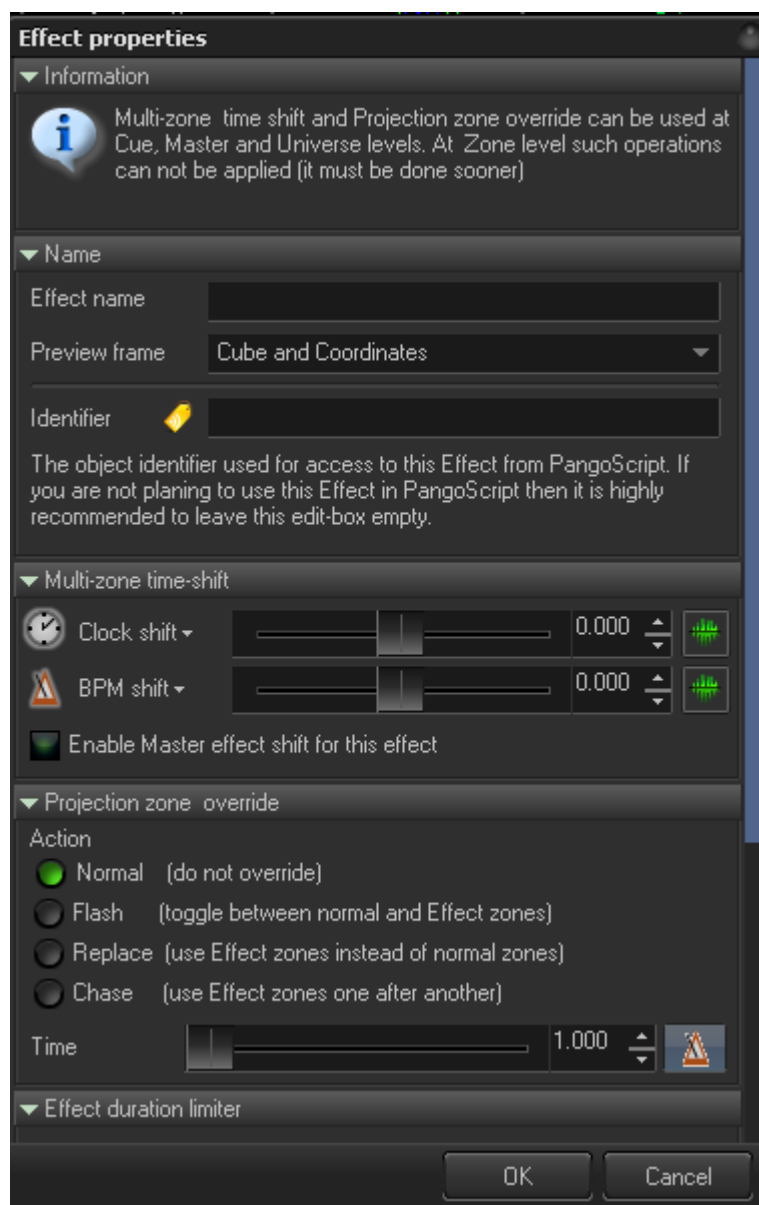 Effect properties
Information
Multi-zone time shift and Projection zone override can be used at
Cue, Master and Universe levels. At Zone level such operations
can not be applied (it must be done sooner)
Name
Effect name
Preview frame Cube and Coordinates
Identifier
The object identifier used for access to this Effect from PangoScript. If
you are not planing to use this Effect in PangoScript then it is highly
recommended to leave this edit-box empty.
Multi-zone time-shift
Clock shift 0.000
BPM shift 0.000
Enable Master effect shift for this effect
Projection zone override
Action
Normal (do not override)
Flash (toggle between normal and Effect zones)
Replace (use Effect zones instead of normal zones)
Chase (use Effect zones one after another)
Time 1.000
Effect duration limiter
OK Cancel